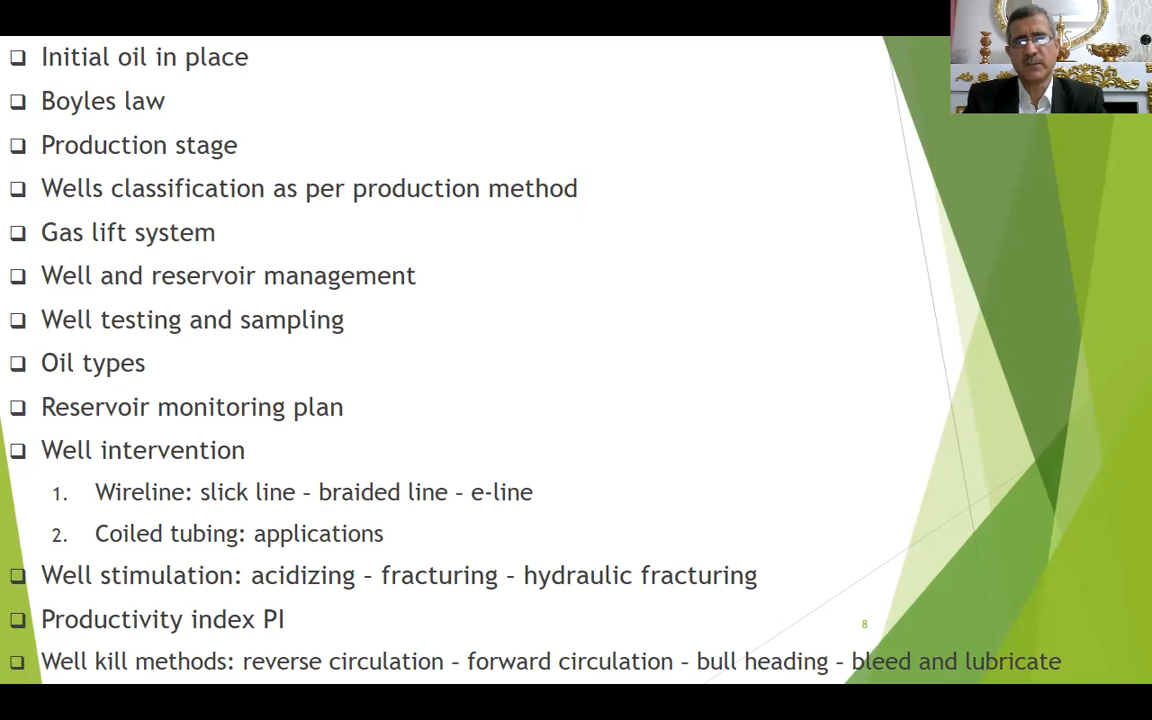 ❑ Initial oil in place
❑ Boyles law
❑ Production stage
❑ Wells classification as per production method
❑ Gas lift system
❑ Well and reservoir management
❑ Well testing and sampling
❑ Oil types
❑ Reservoir monitoring plan
❑ Well intervention
1. Wireline: slick line – braided line – e-line
2. Coiled tubing: applications
❑ Well stimulation: acidizing – fracturing – hydraulic fracturing
❑ Productivity index PI
8
❑ Well kill methods: reverse circulation – forward circulation – bull heading – bleed and lubricate